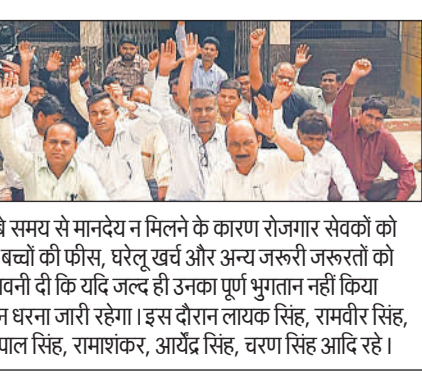 समय से मानदेय न मिलने के कारण रोजगार सेवकों को
बच्चों की फीस, घरेलू खर्च और अन्य जरूरी जरूरतों को
दी कि यदि जल्द ही उनका पूर्ण भुगतान नहीं किया
धरना जारी रहेगा। इस दौरान लायक सिंह, रामवीर सिंह,
सिंह, रामाशंकर, आर्येंद्र सिंह, चरण सिंह आदि रहे।